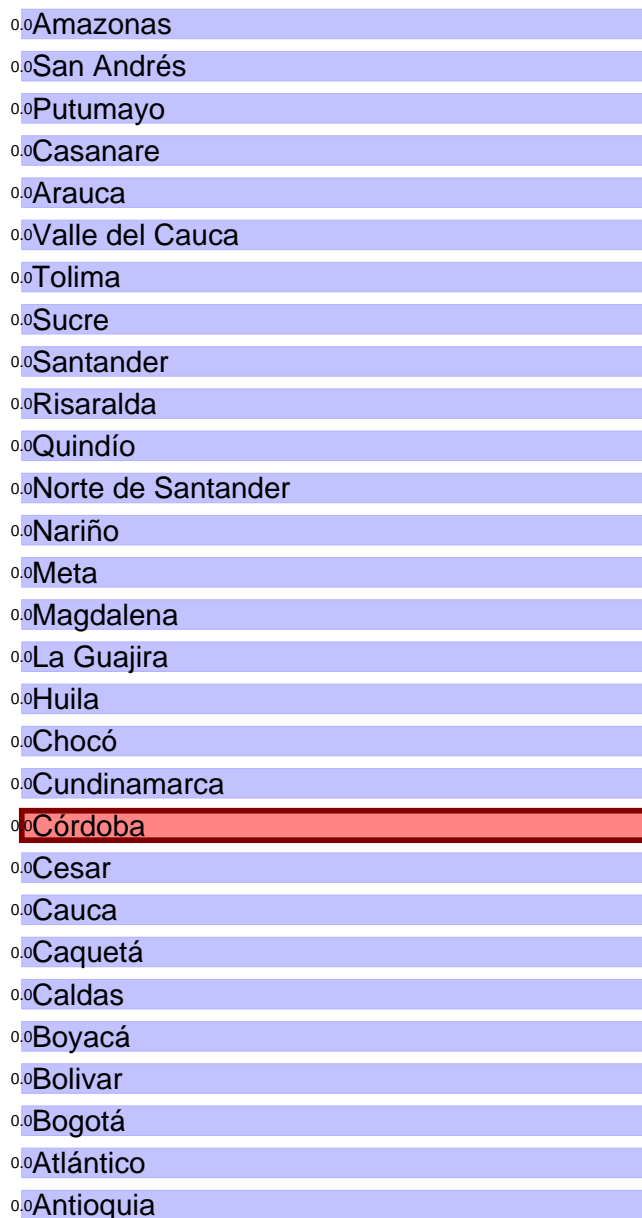 0.0Amazonas
0.0San Andrés
0.0Putumayo
0.0Casanare
0.0Arauca
0.0Valle del Cauca
0.0Tolima
0.0Sucre
0.0Santander
0.0Risaralda
0.0Quindío
0.0Norte de Santander
0.0Nariño
0.0Meta
0.0Magdalena
0.0La Guajira
0.0Huila
0.0Chocó
0.0Cundinamarca
0.0Córdoba
0.0Cesar
0.0Cauca
0.0Caquetá
0.0Caldas
0.0Boyacá
0.0Bolivar
0.0Bogotá
0.0Atlántico
0.0Antioquia